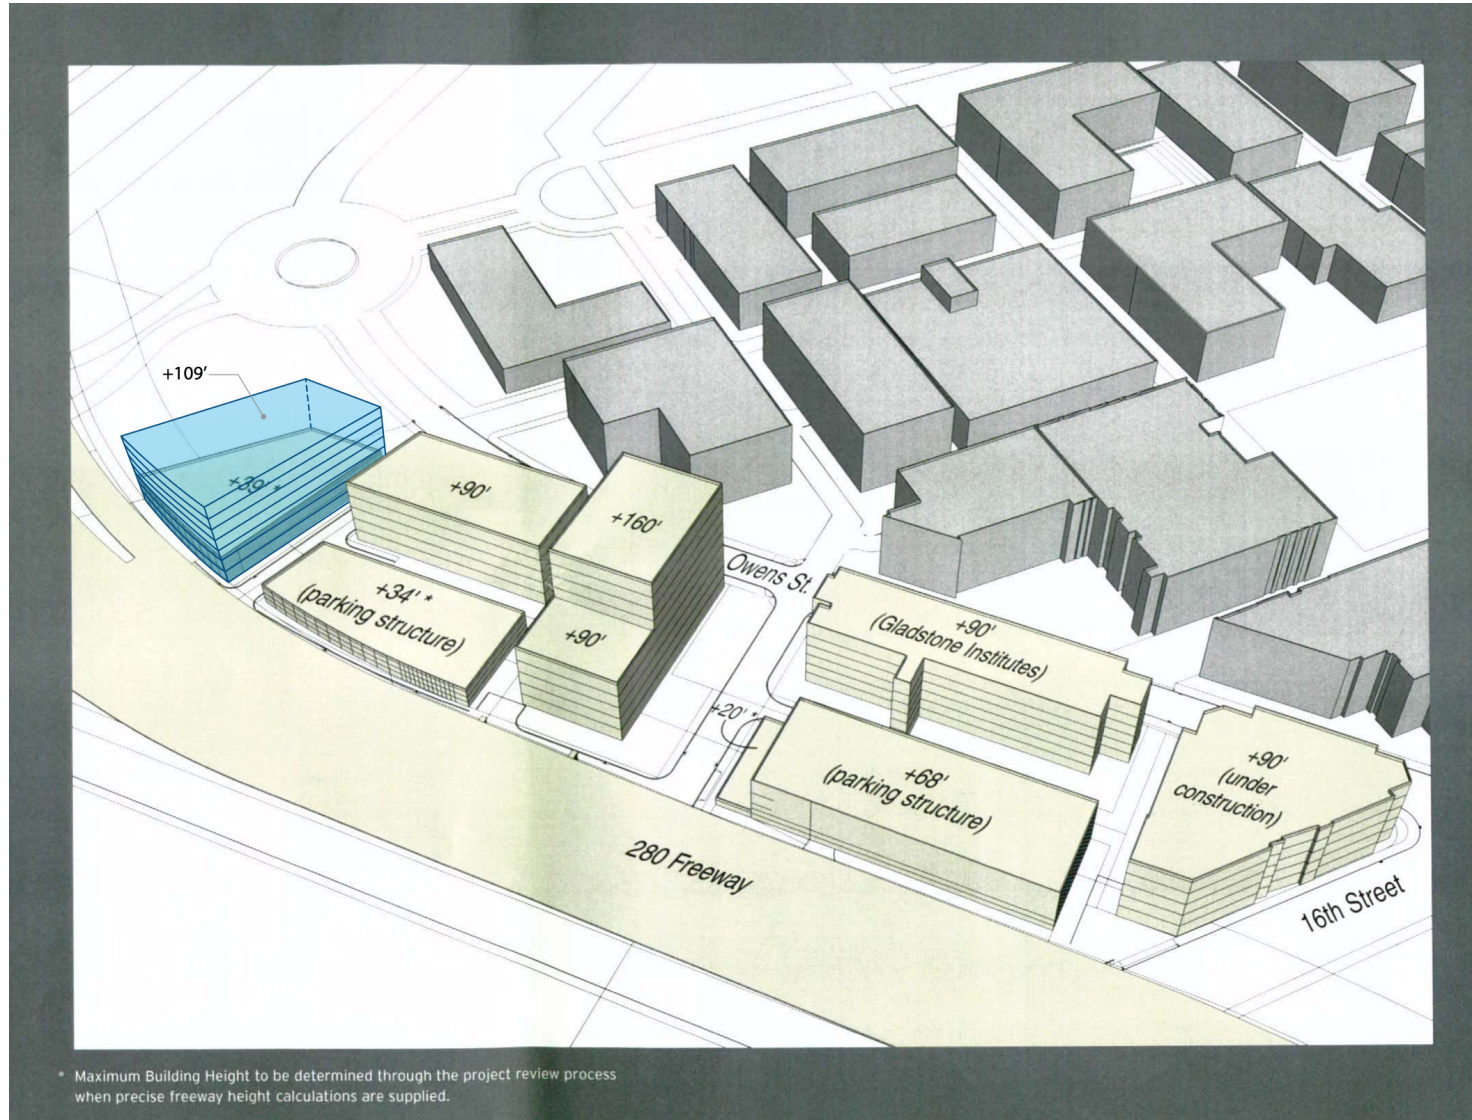 +109'
+39' *
+90'
+160'
+34' *
(parking structure)
+90'
Owens St.
+90'
(Gladstone Institutes)
+20' *
+68'
(parking structure)
+90'
(under
construction)
280 Freeway
16th Street
* Maximum Building Height to be determined through the project review process
when precise freeway height calculations are supplied.